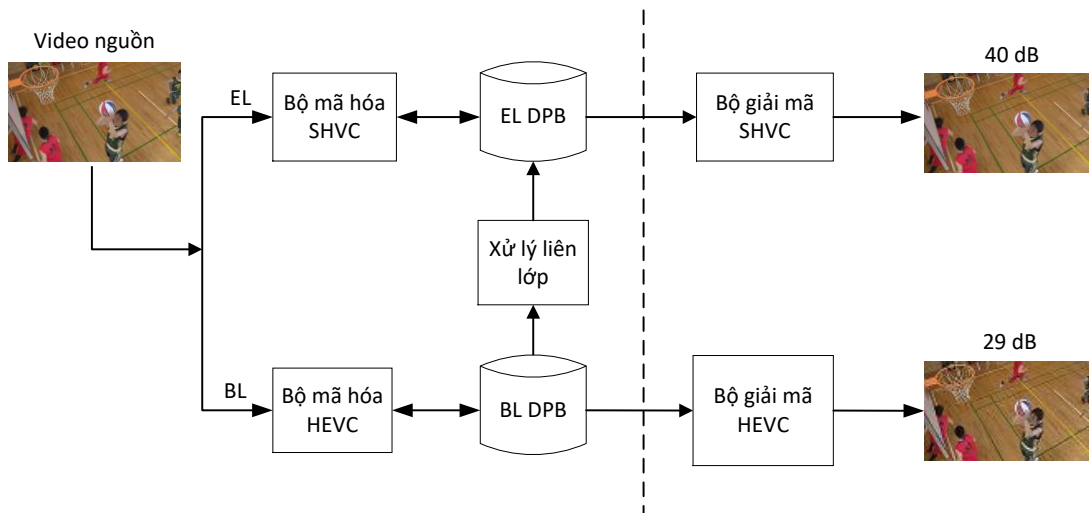 Video nguồn
EL
Bộ mã hóa
SHVC
EL DPB
Bộ giải mã
SHVC
40 dB
Xử lý liên
lớp
BL
Bộ mã hóa
HEVC
BL DPB
Bộ giải mã
HEVC
29 dB